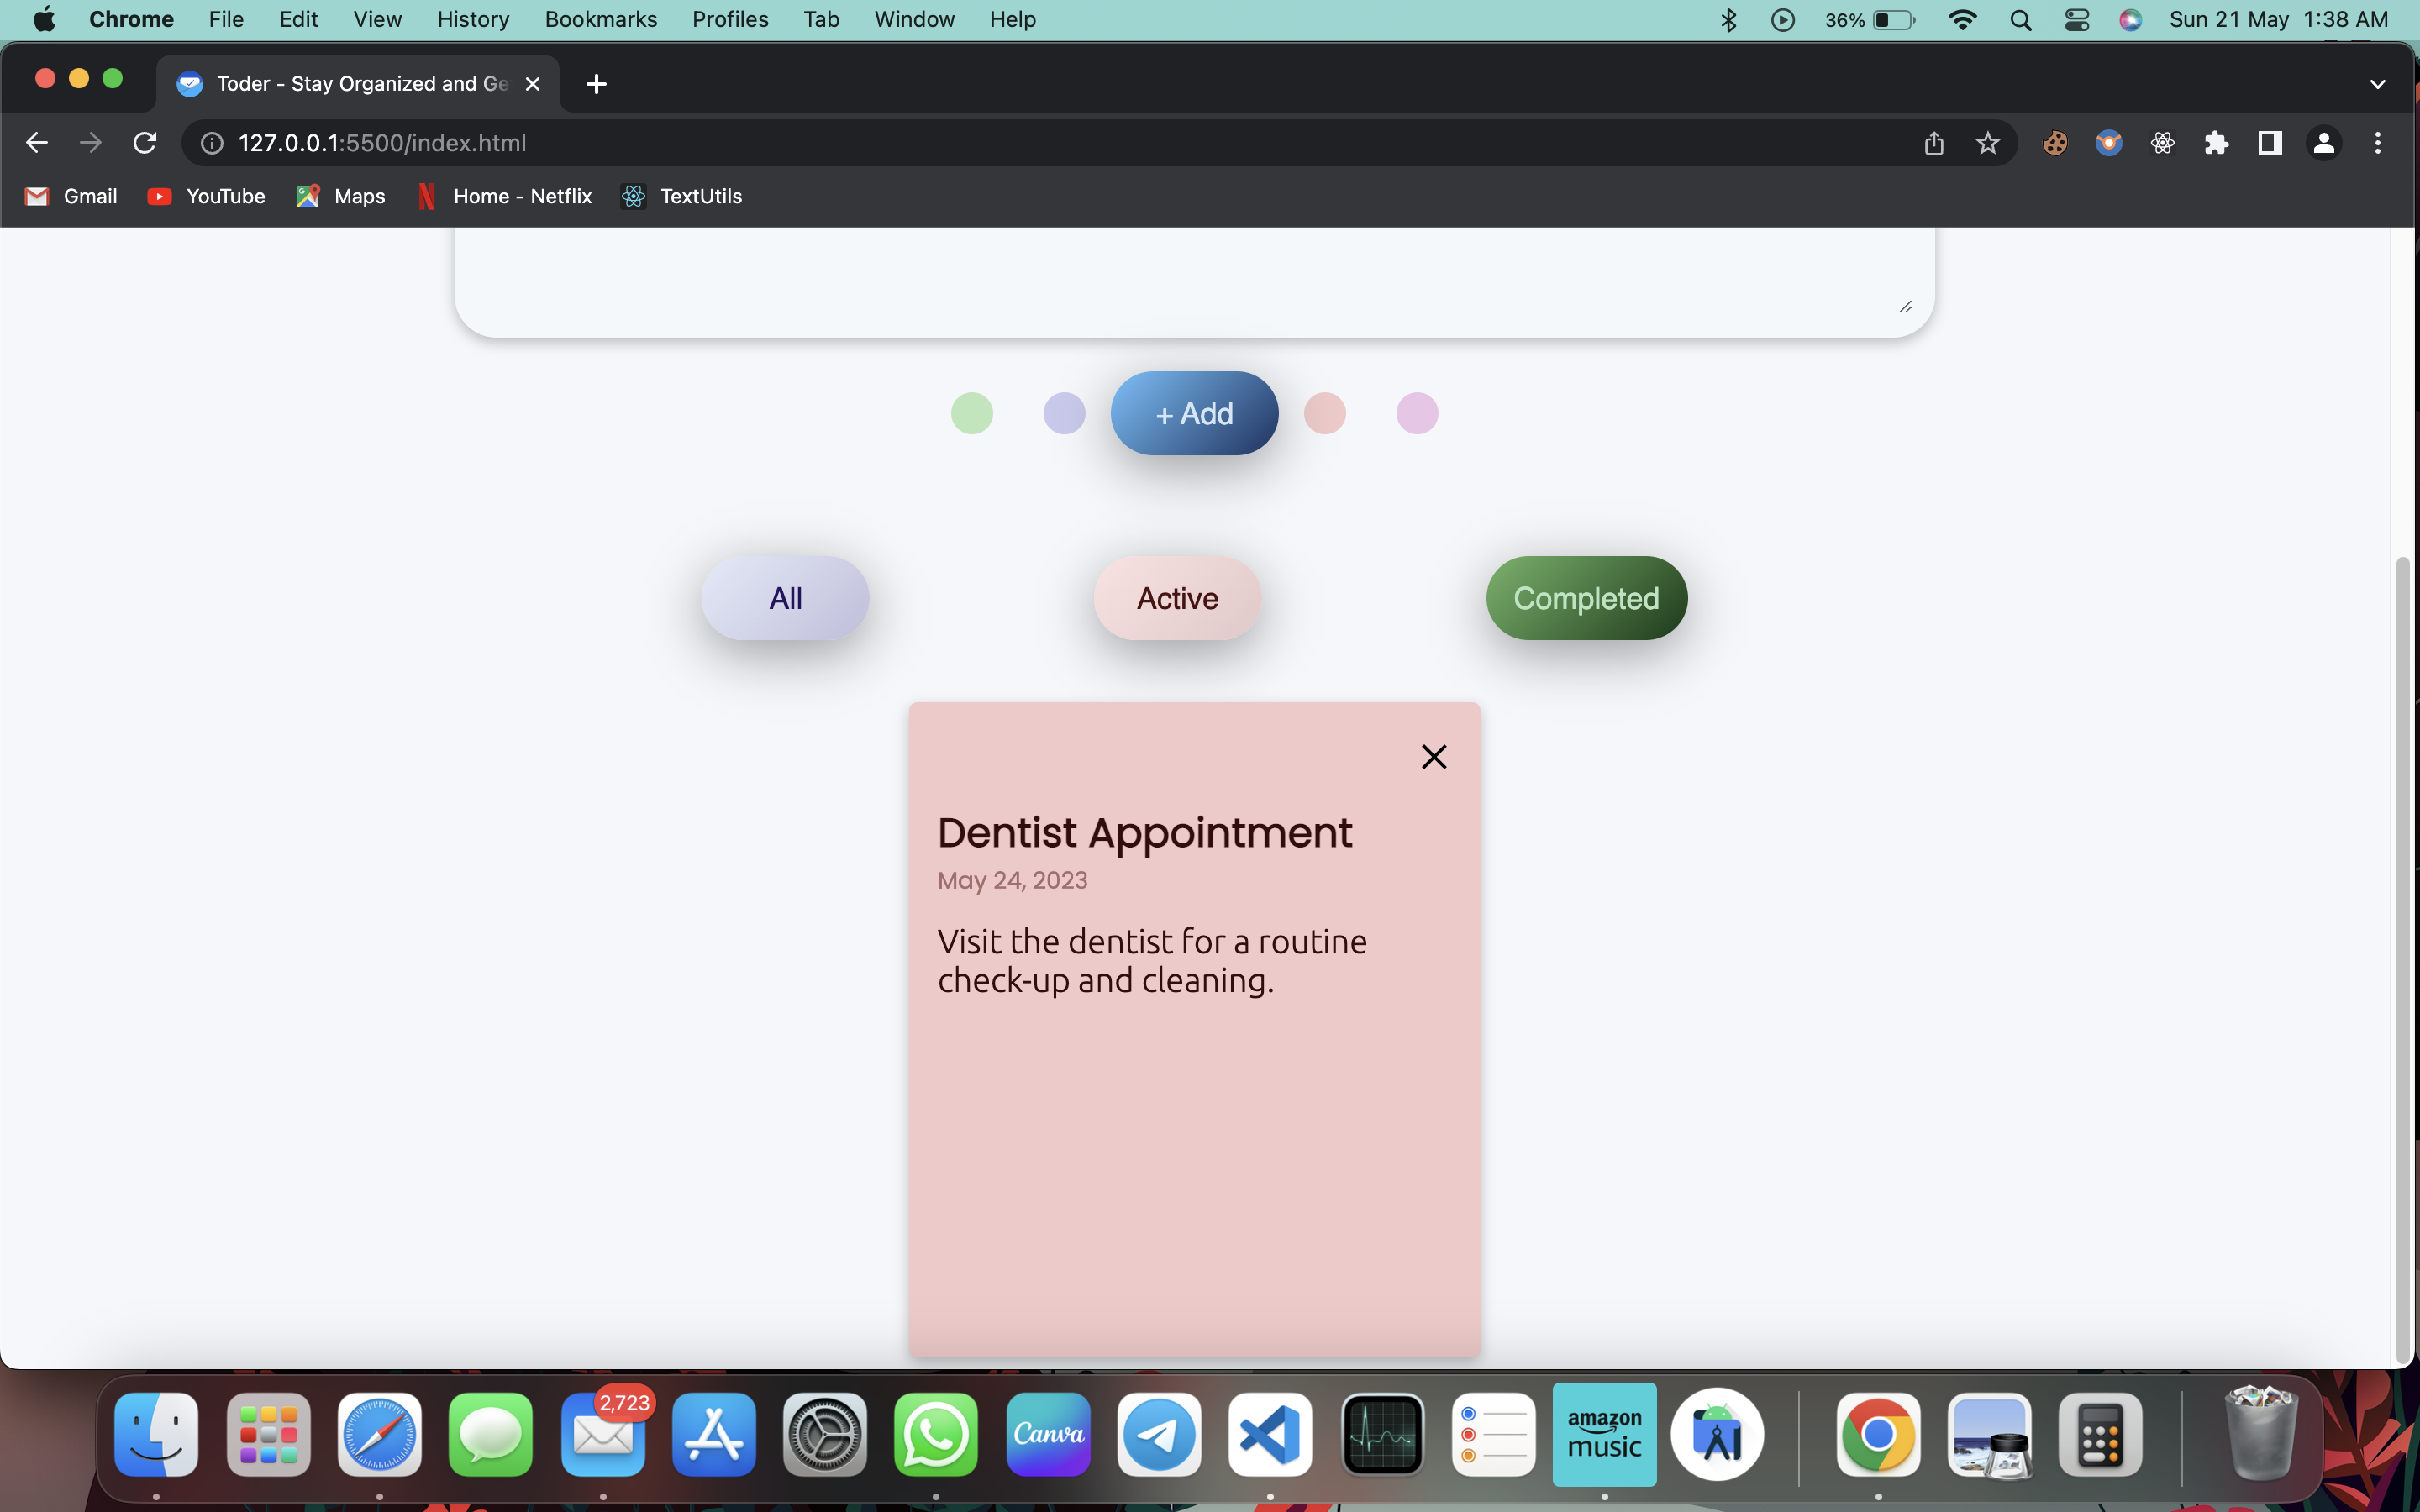 Chrome File Edit View History Bookmarks Profiles Tab Window Help 36% Sun 21 May 1:38 AM
Toder - Stay Organized and Ge
127.0.0.1:5500/index.html
Gmail YouTube Maps Home - Netflix TextUtils
+ Add
All Active Completed
Dentist Appointment
May 24, 2023
Visit the dentist for a routine
check-up and cleaning.
2,723
Canva
amazon
music